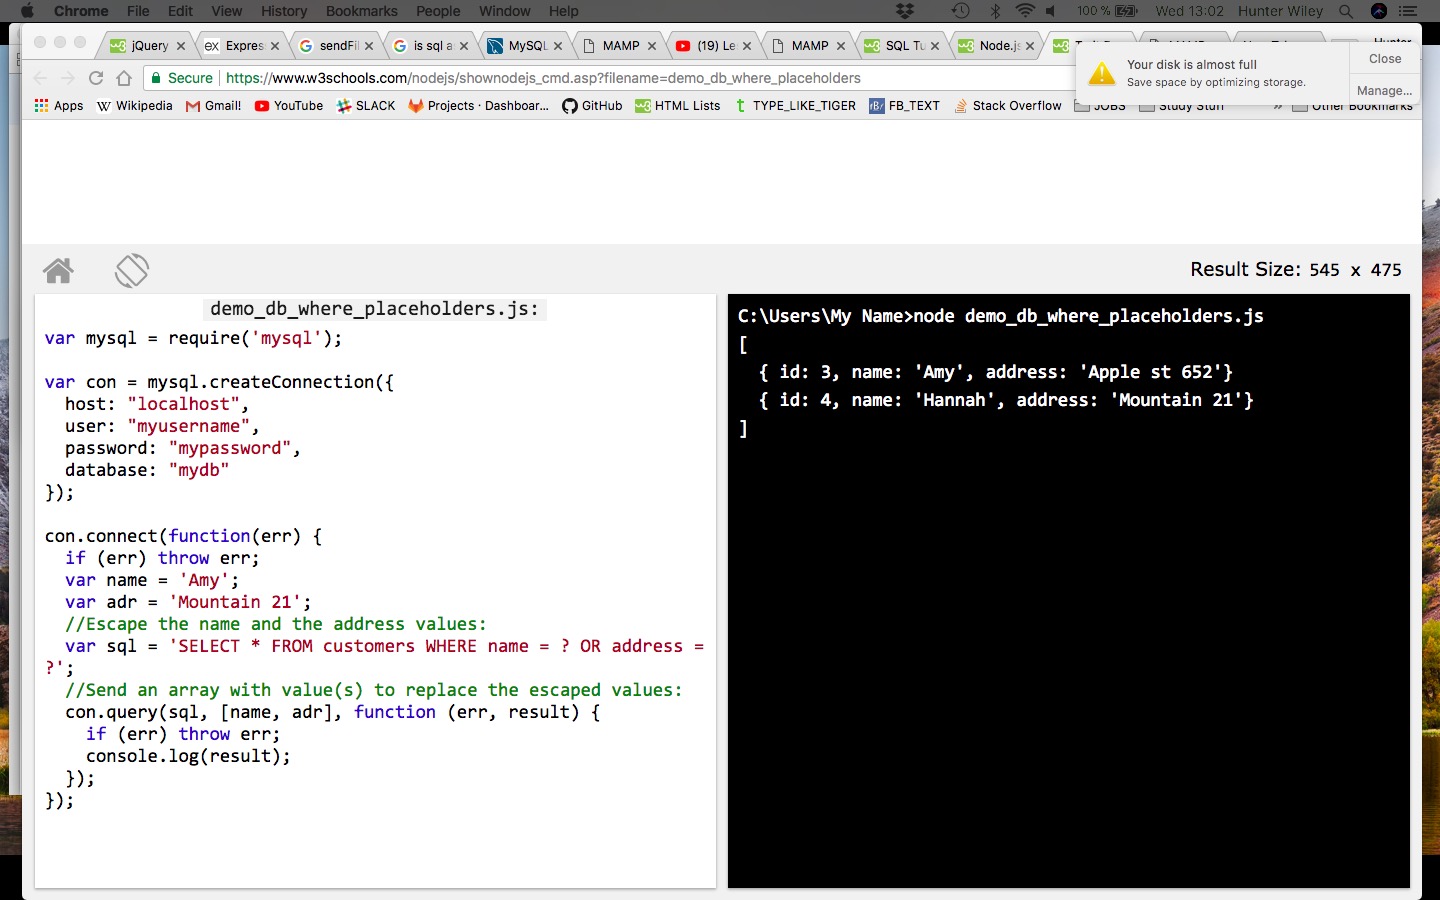 Chrome File Edit View History Bookmarks People Window Help 100 % Wed 13:02 Hunter Wiley
jQuery Expres sendFil is sql a MySQL MAMP (19) Le MAMP SQL Tu Node.js
Secure https://www.w3schools.com/nodejs/shownodejs_cmd.asp?filename=demo_db_where_placeholders
Your disk is almost full
Save space by optimizing storage.
Close
Manage...
Apps Wikipedia Gmail! YouTube SLACK Projects · Dashboar... GitHub HTML Lists TYPE_LIKE_TIGER FB_TEXT Stack Overflow JOBS Study Stuff » Other Bookmarks
Result Size: 545 x 475
demo_db_where_placeholders.js:
var mysql = require('mysql');
var con = mysql.createConnection({
host: "localhost",
user: "myusername",
password: "mypassword",
database: "mydb"
});
con.connect(function(err) {
if (err) throw err;
var name = 'Amy';
var adr = 'Mountain 21';
//Escape the name and the address values:
var sql = 'SELECT * FROM customers WHERE name = ? OR address =
?';
//Send an array with value(s) to replace the escaped values:
con.query(sql, [name, adr], function (err, result) {
if (err) throw err;
console.log(result);
});
});
C:\Users\My Name>node demo_db_where_placeholders.js
[
{ id: 3, name: 'Amy', address: 'Apple st 652'}
{ id: 4, name: 'Hannah', address: 'Mountain 21'}
]